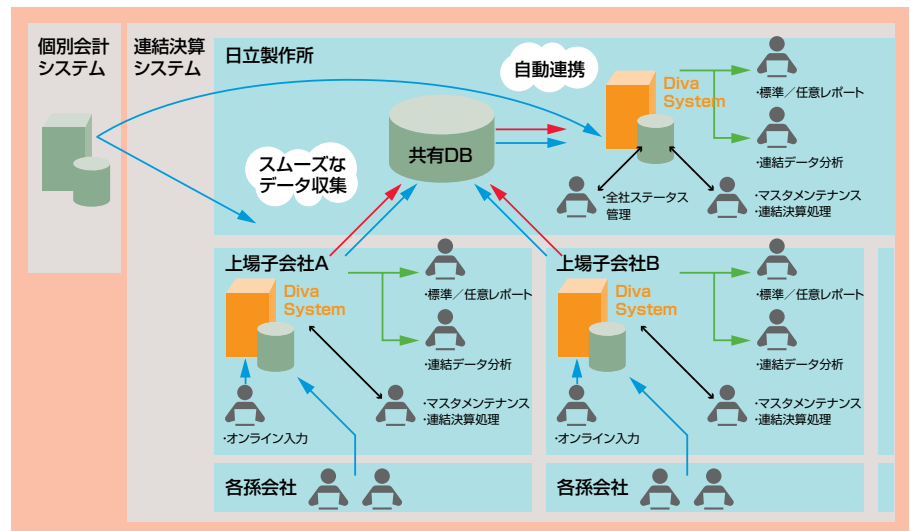 個別会計
システム
連結決算
システム
日立製作所
自動連携
Diva
System
・標準／任意レポート
・連結データ分析
共有DB
スムーズな
データ収集
・全社ステータス
管理
・マスタメンテナンス
・連結決算処理
上場子会社A
Diva
System
・標準／任意レポート
・連結データ分析
・マスタメンテナンス
・連結決算処理
・オンライン入力
上場子会社B
Diva
System
・標準／任意レポート
・連結データ分析
・マスタメンテナンス
・連結決算処理
・オンライン入力
各孫会社
各孫会社